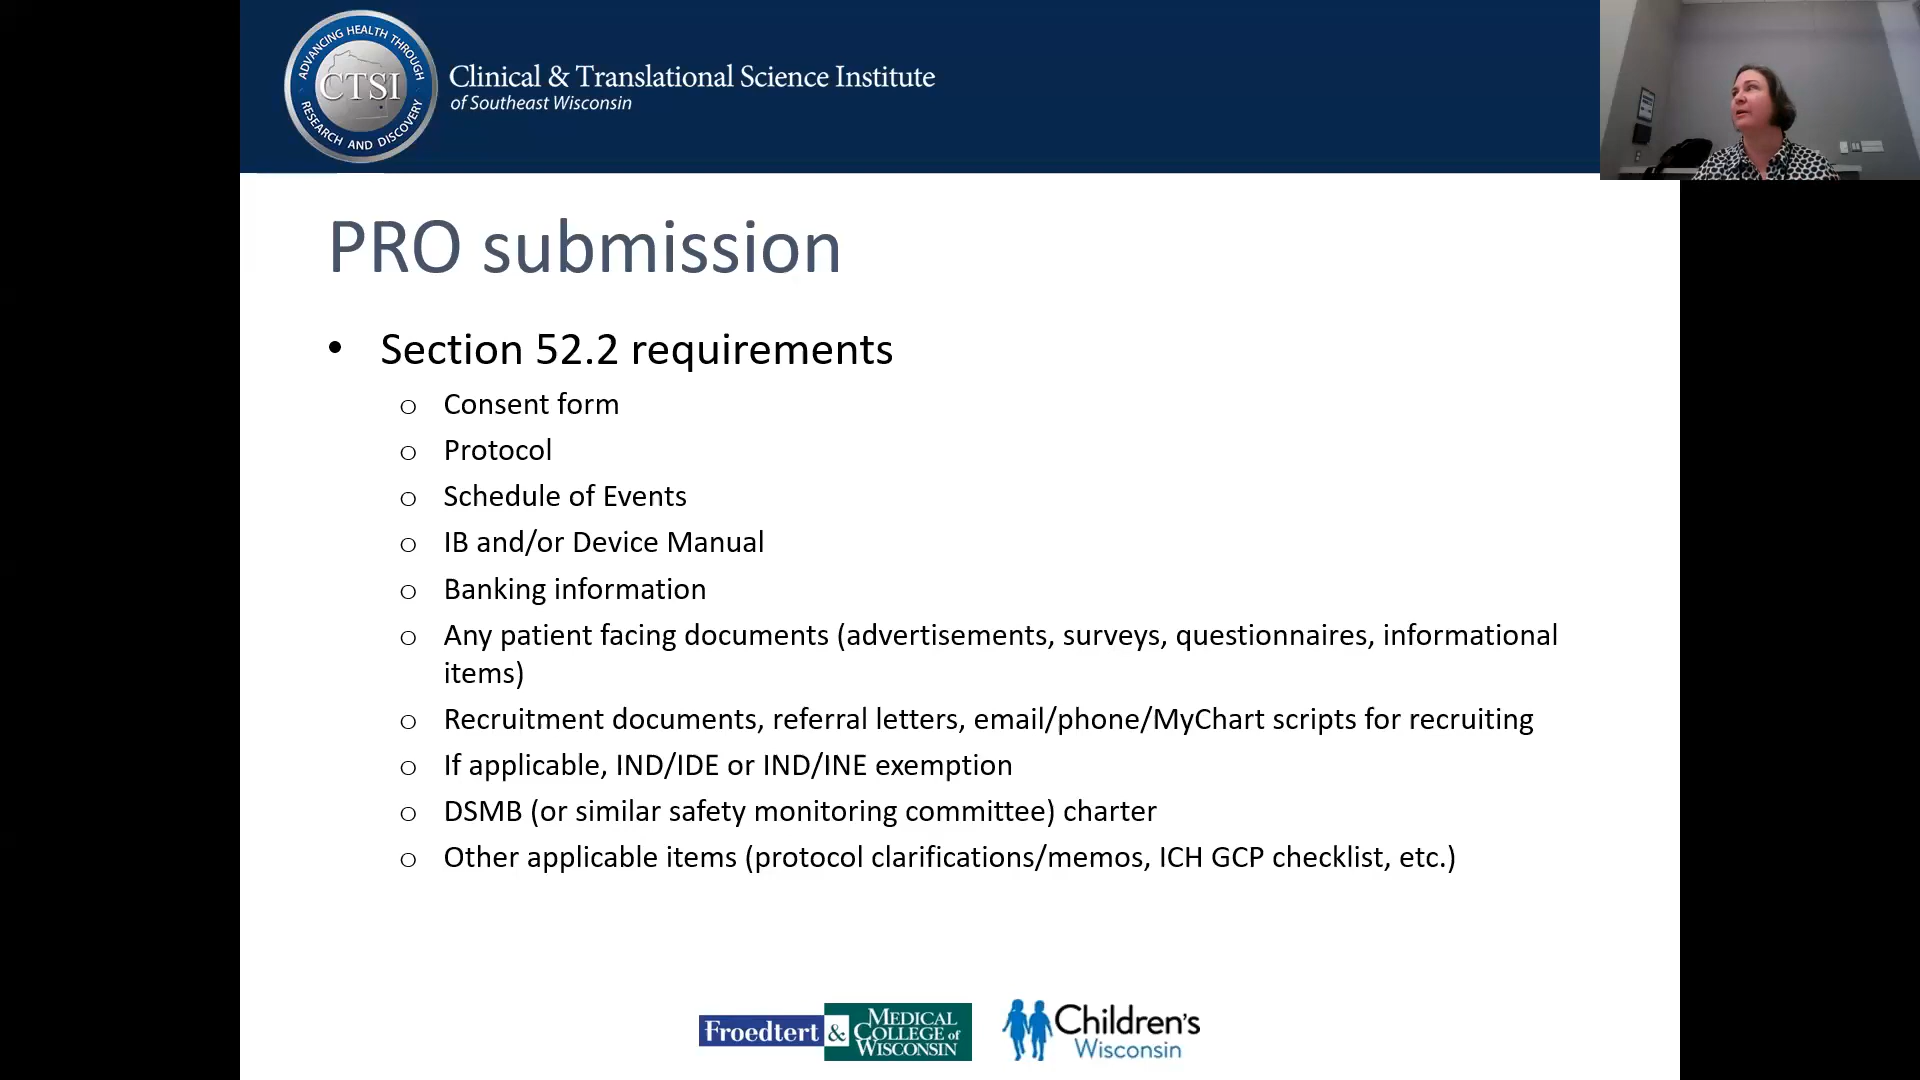 ADVANCING HEALTH THROUGH
CTSI
RESEARCH AND DISCOVERY
Clinical & Translational Science Institute
of Southeast Wisconsin
PRO submission
• Section 52.2 requirements
o Consent form
o Protocol
o Schedule of Events
o IB and/or Device Manual
o Banking information
o Any patient facing documents (advertisements, surveys, questionnaires, informational
items)
o Recruitment documents, referral letters, email/phone/MyChart scripts for recruiting
o If applicable, IND/IDE or IND/INE exemption
o DSMB (or similar safety monitoring committee) charter
o Other applicable items (protocol clarifications/memos, ICH GCP checklist, etc.)
Froedtert & MEDICAL
COLLEGE of
WISCONSIN
Children's
Wisconsin